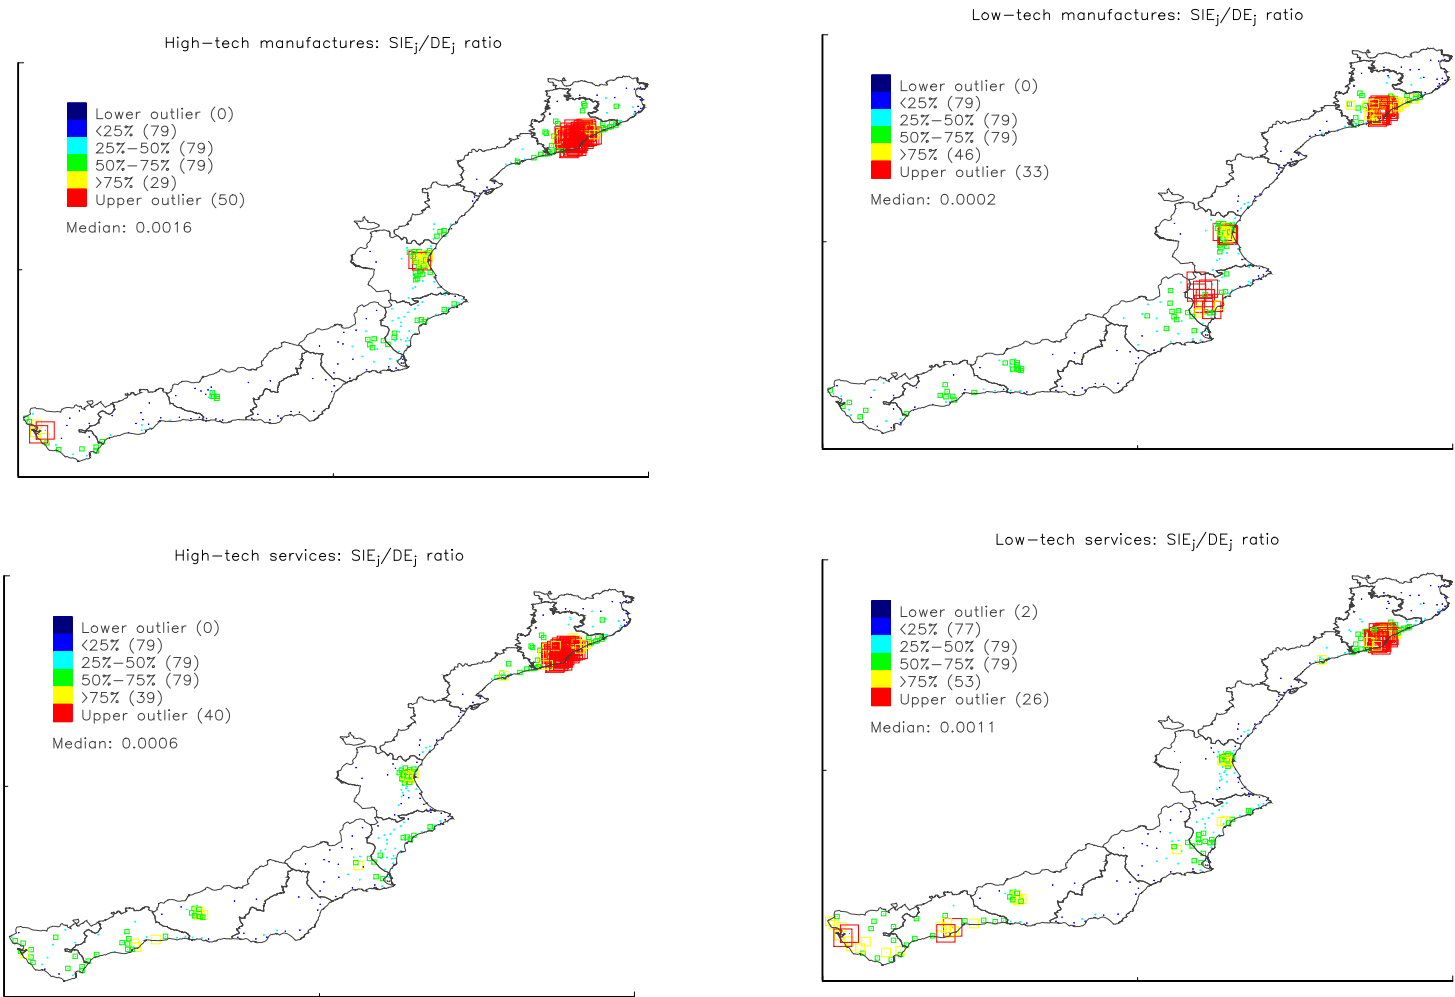 High-tech manufactures: SIEj/DEj ratio
Lower outlier (0)
<25% (79)
25%-50% (79)
50%-75% (79)
>75% (29)
Upper outlier (50)
Median: 0.0016
Low-tech manufactures: SIEj/DEj ratio
Lower outlier (0)
<25% (79)
25%-50% (79)
50%-75% (79)
>75% (46)
Upper outlier (33)
Median: 0.0002
High-tech services: SIEj/DEj ratio
Lower outlier (0)
<25% (79)
25%-50% (79)
50%-75% (79)
>75% (39)
Upper outlier (40)
Median: 0.0006
Low-tech services: SIEj/DEj ratio
Lower outlier (2)
<25% (77)
25%-50% (79)
50%-75% (79)
>75% (53)
Upper outlier (26)
Median: 0.0011